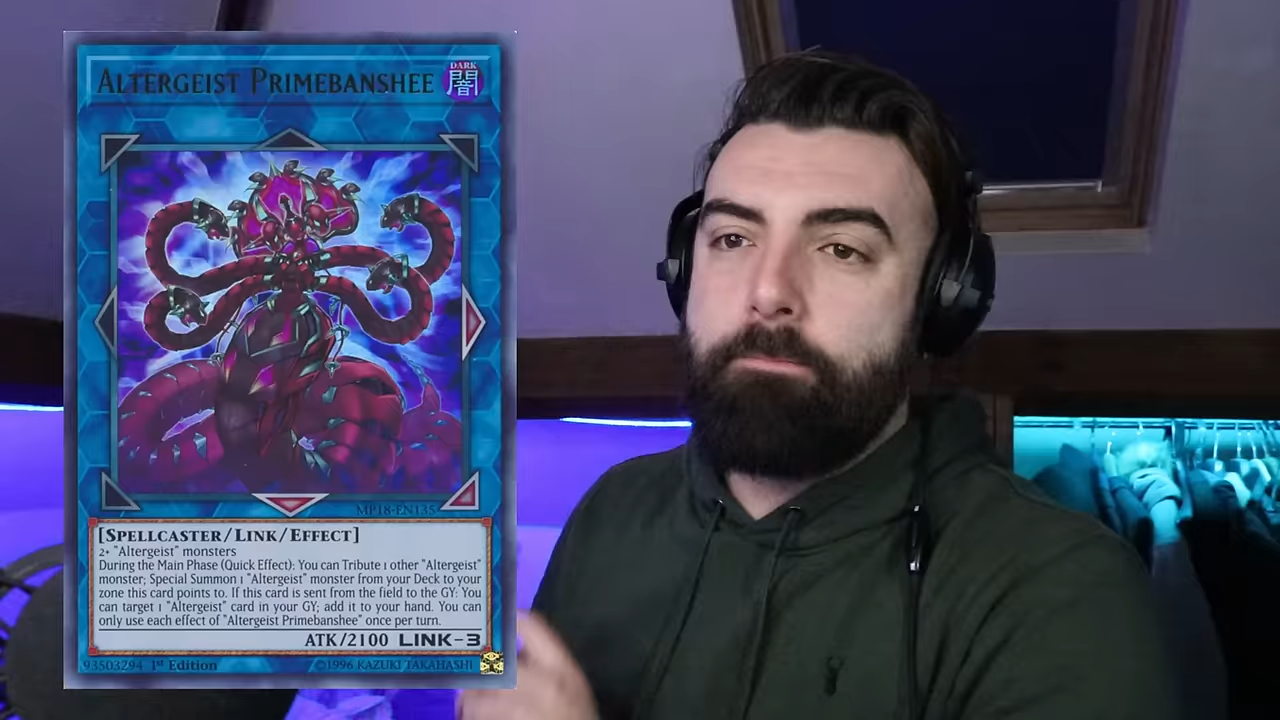 ALTERGEIST PRIMEBANSHEE
DARK
闇
MP18-EN135
[SPELLCASTER/LINK/EFFECT]
2+ "Altergeist" monsters
During the Main Phase (Quick Effect): You can Tribute 1 other "Altergeist"
monster; Special Summon 1 "Altergeist" monster from your Deck to your
zone this card points to. If this card is sent from the field to the GY: You
can target 1 "Altergeist" card in your GY; add it to your hand. You can
only use each effect of "Altergeist Primebanshee" once per turn.
ATK/2100 LINK-3
93503294 1st Edition ©1996 KAZUKI TAKAHASHI